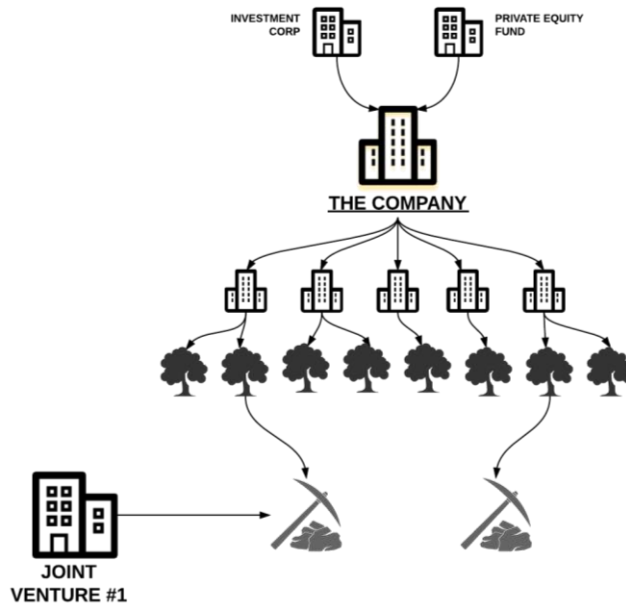 INVESTMENT
CORP
PRIVATE EQUITY
FUND
THE COMPANY
JOINT
VENTURE #1